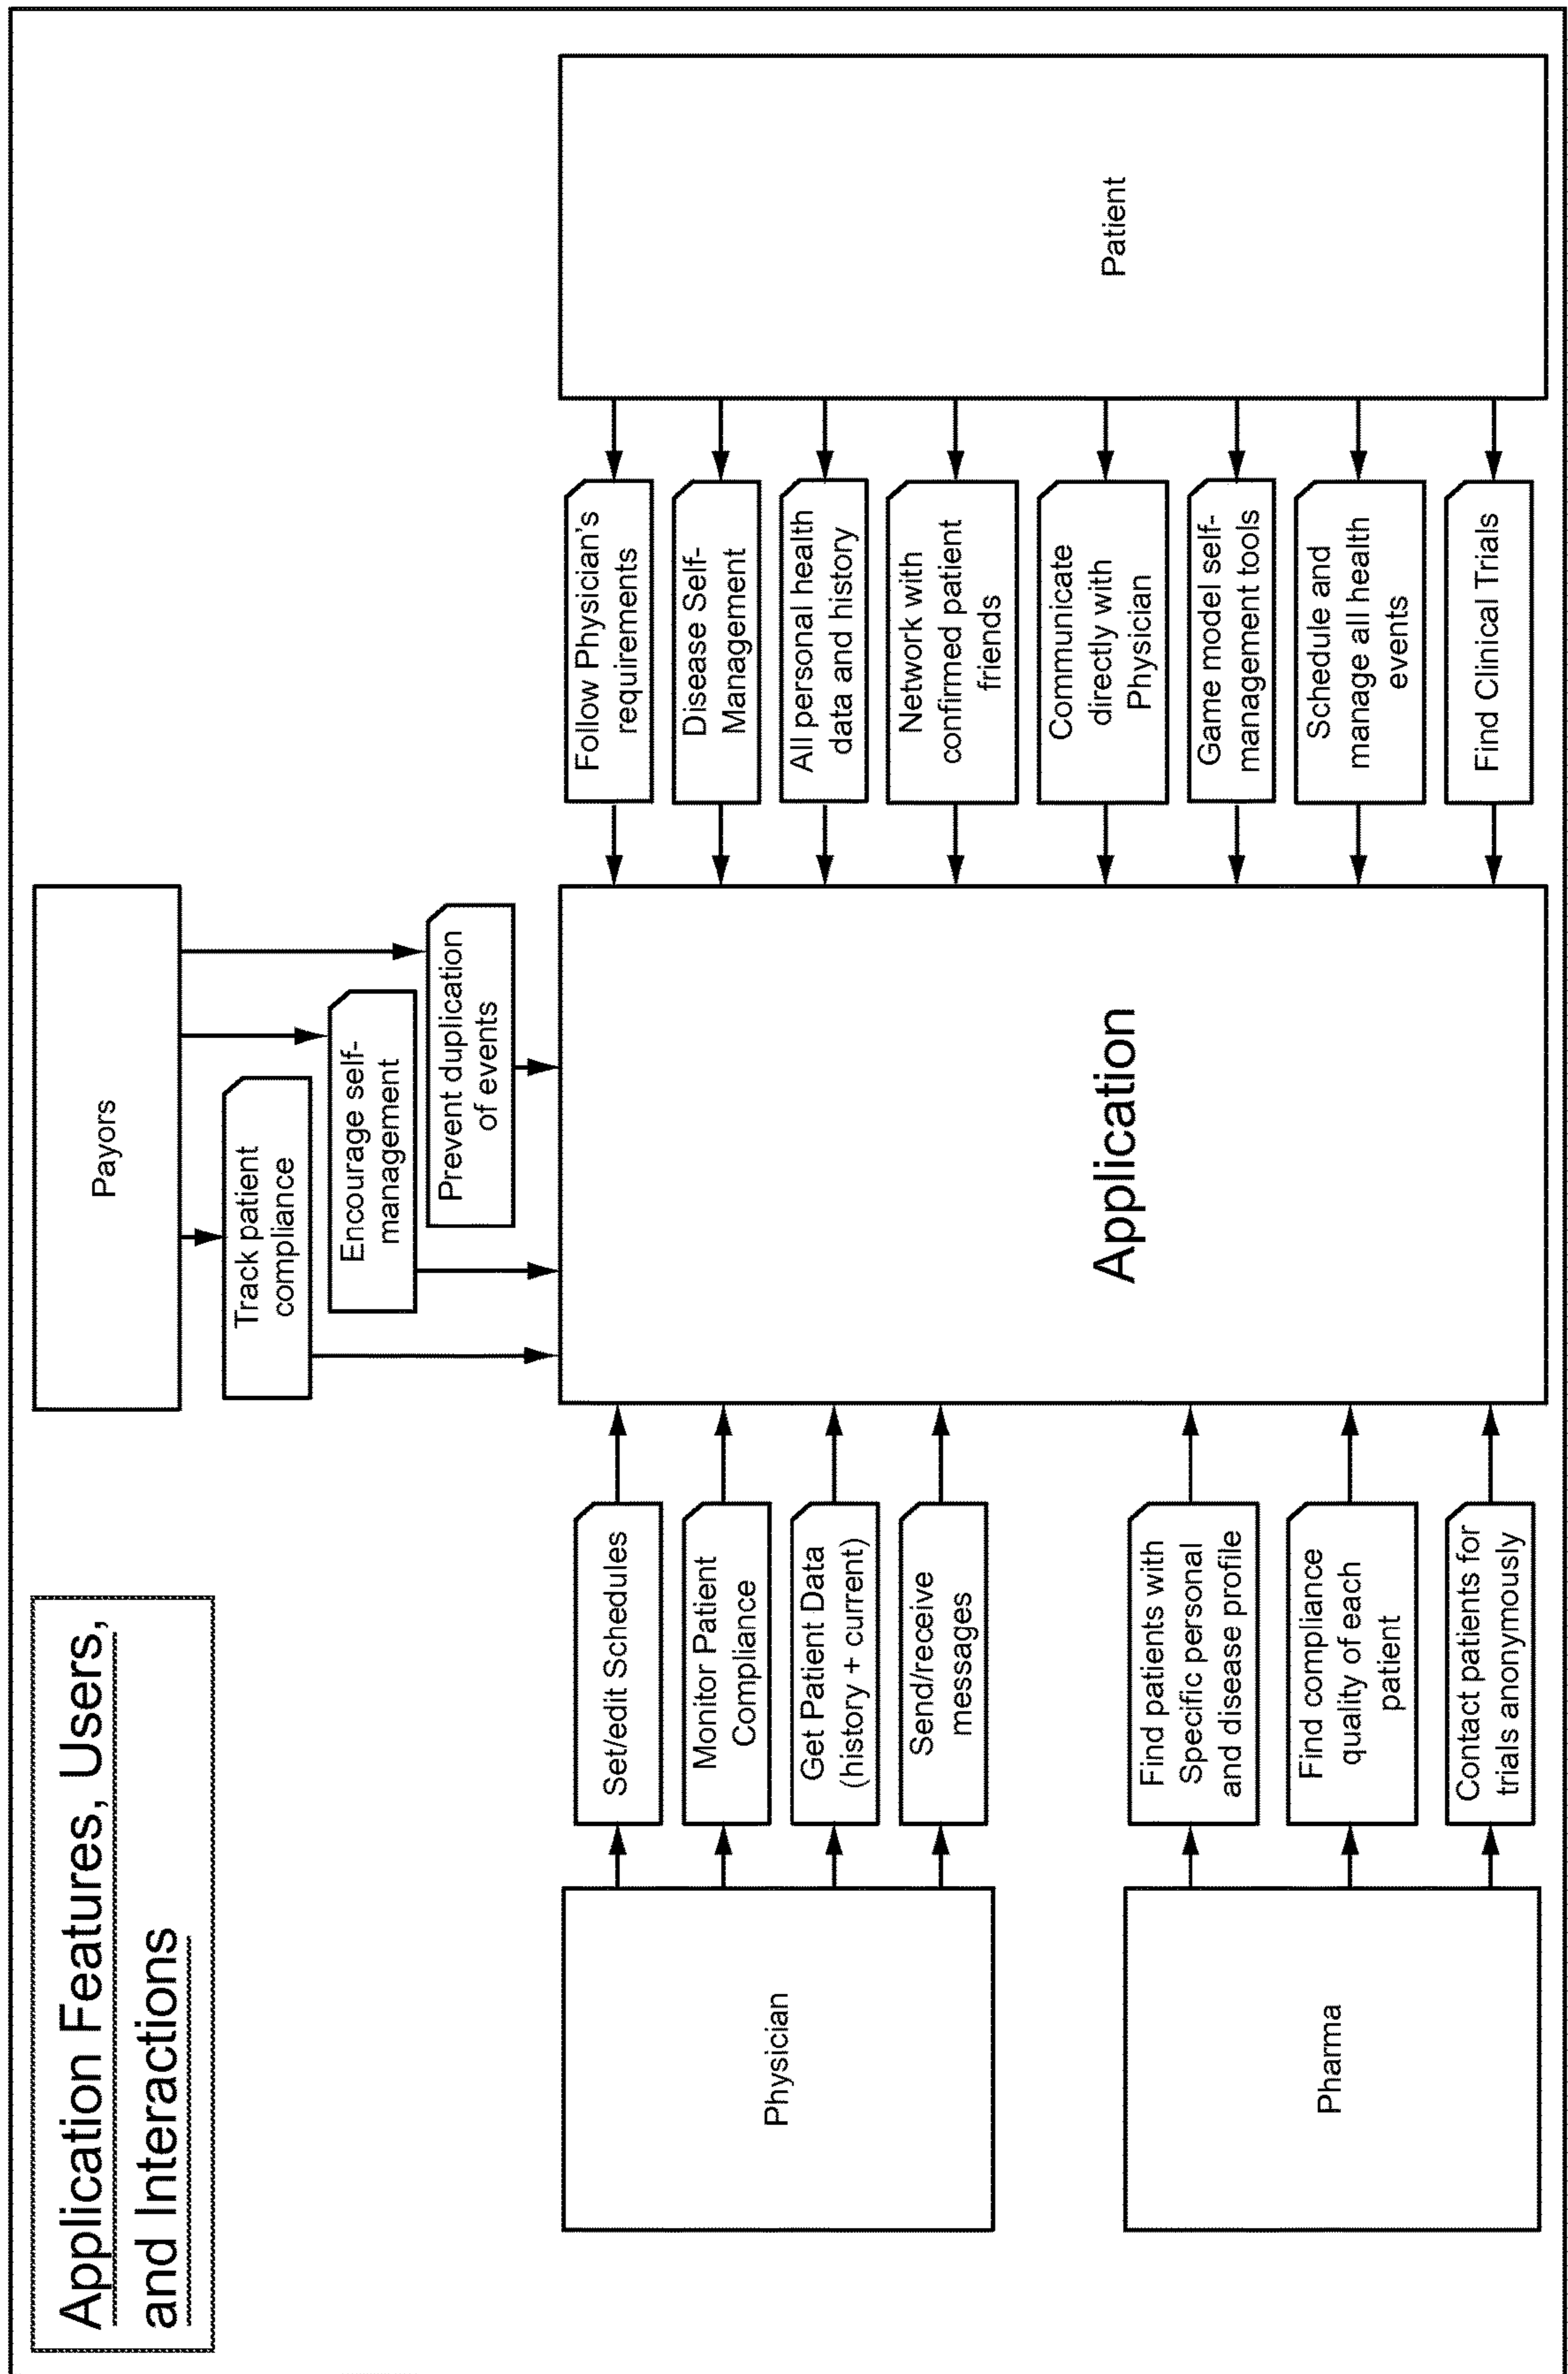 Application Features, Users,
and Interactions
Payors
Track patient
compliance
Encourage self-
management
Prevent duplication
of events
Physician
Set/edit Schedules
Monitor Patient
Compliance
Get Patient Data
(history + current)
Send/receive
messages
Pharma
Find patients with
Specific personal
and disease profile
Find compliance
quality of each
patient
Contact patients for
trials anonymously
Application
Follow Physician's
requirements
Disease Self-
Management
All personal health
data and history
Network with
confirmed patient
friends
Communicate
directly with
Physician
Game model self-
management tools
Schedule and
manage all health
events
Find Clinical Trials
Patient